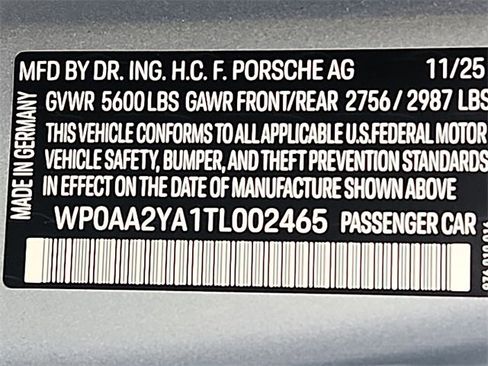 MFD BY DR. ING. H.C. F. PORSCHE AG 11/25
GVWR 5600 LBS GAWR FRONT/REAR 2756 / 2987 LBS
THIS VEHICLE CONFORMS TO ALL APPLICABLE U.S. FEDERAL MOTOR
VEHICLE SAFETY, BUMPER, AND THEFT PREVENTION STANDARDS
IN EFFECT ON THE DATE OF MANUFACTURE SHOWN ABOVE
WP0AA2YA1TL002465 PASSENGER CAR
MADE IN GERMANY